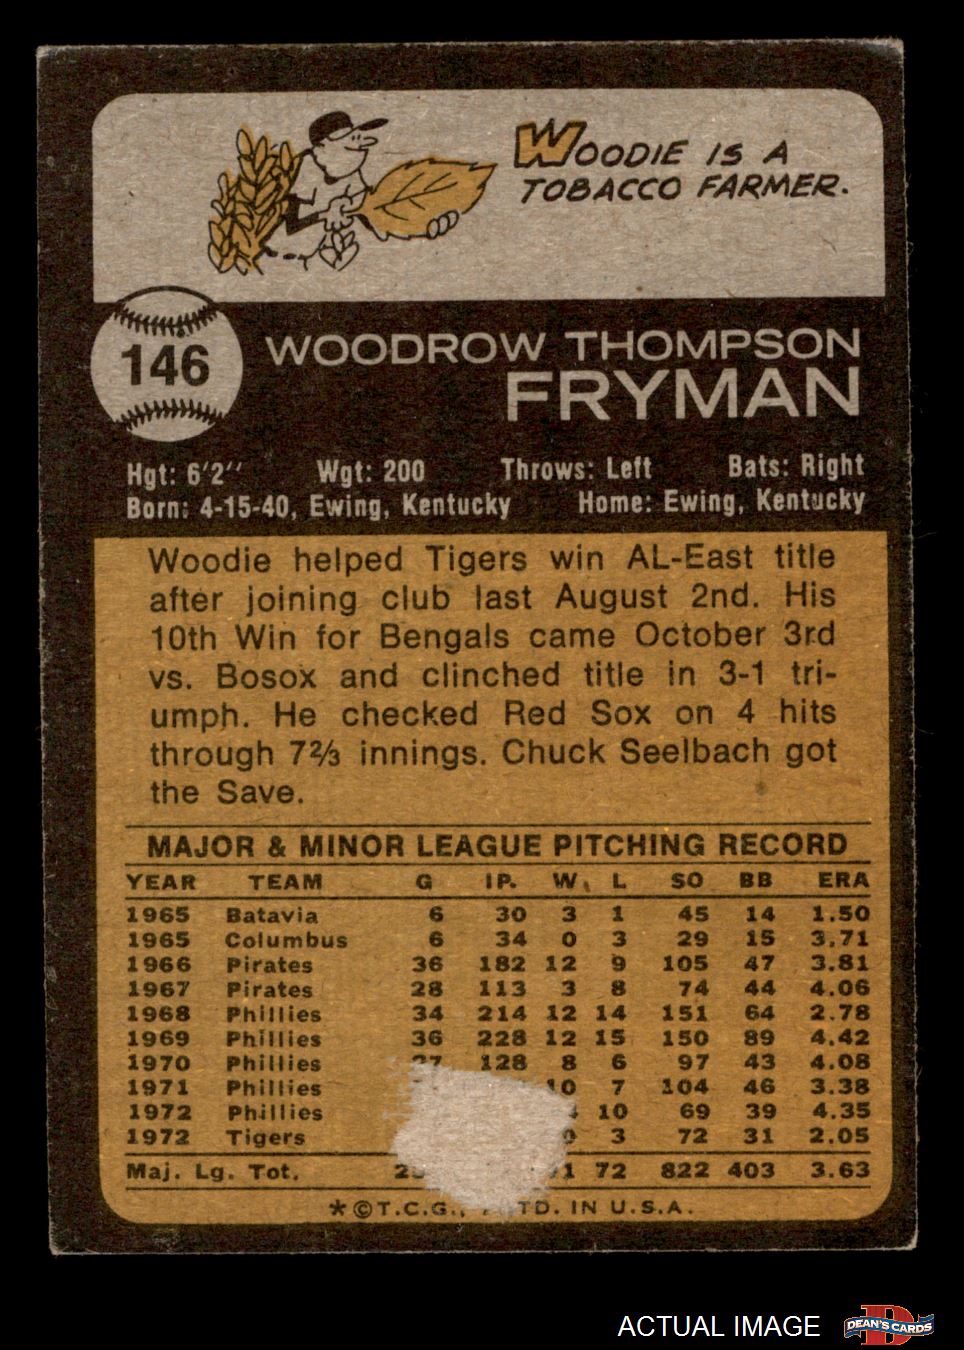 WOODIE IS A
TOBACCO FARMER.
146
WOODROW THOMPSON
FRYMAN
Hgt: 6'2" Wgt: 200 Throws: Left Bats: Right
Born: 4-15-40, Ewing, Kentucky Home: Ewing, Kentucky
Woodie helped Tigers win AL-East title
after joining club last August 2nd. His
10th Win for Bengals came October 3rd
vs. Bosox and clinched title in 3-1 tri-
umph. He checked Red Sox on 4 hits
through 7⅔ innings. Chuck Seelbach got
the Save.
MAJOR & MINOR LEAGUE PITCHING RECORD
YEAR TEAM G IP. W. L SO BB ERA
1965 Batavia 6 30 3 1 45 14 1.50
1965 Columbus 6 34 0 3 29 15 3.71
1966 Pirates 36 182 12 9 105 47 3.81
1967 Pirates 28 113 3 8 74 44 4.06
1968 Phillies 34 214 12 14 151 64 2.78
1969 Phillies 36 228 12 15 150 89 4.42
1970 Phillies 128 8 6 97 43 4.08
1971 Phillies 10 7 104 46 3.38
1972 Phillies 10 69 39 4.35
1972 Tigers 3 72 31 2.05
Maj. Lg. Tot. 72 822 403 3.63
*©T.C.G., TD. IN U.S.A.
ACTUAL IMAGE
DEAN'S CARDS